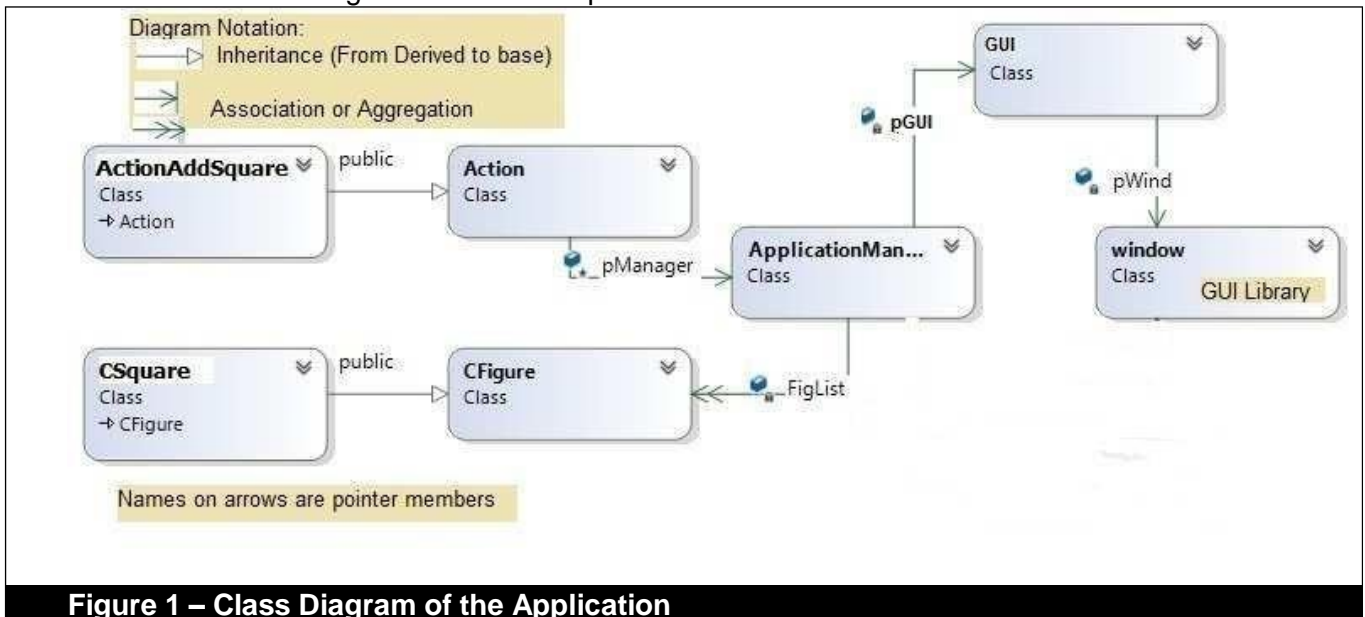 Diagram Notation:
Inheritance (From Derived to base)
Association or Aggregation
GUI
Class
pGUI
ActionAddSquare
Class
Action
public
Action
Class
pWind
pManager
ApplicationMan...
Class
window
Class
GUI Library
CSquare
Class
CFigure
public
CFigure
Class
FigList
Names on arrows are pointer members
Figure 1 – Class Diagram of the Application